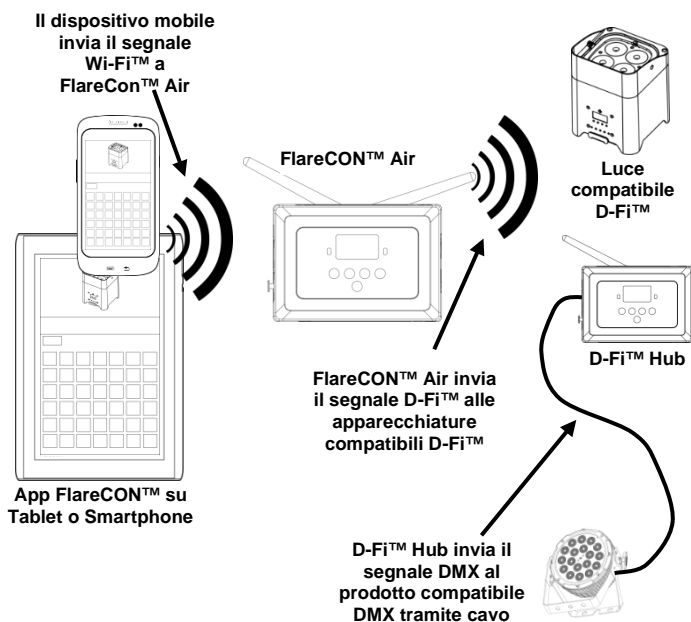 Il dispositivo mobile
invia il segnale
Wi-Fi™ a
FlareCon™ Air
FlareCON™ Air
Luce
compatibile
D-Fi™
D-Fi™ Hub
FlareCON™ Air invia
il segnale D-Fi™ alle
apparecchiature
compatibili D-Fi™
App FlareCON™ su
Tablet o Smartphone
D-Fi™ Hub invia il
segnale DMX al
prodotto compatibile
DMX tramite cavo